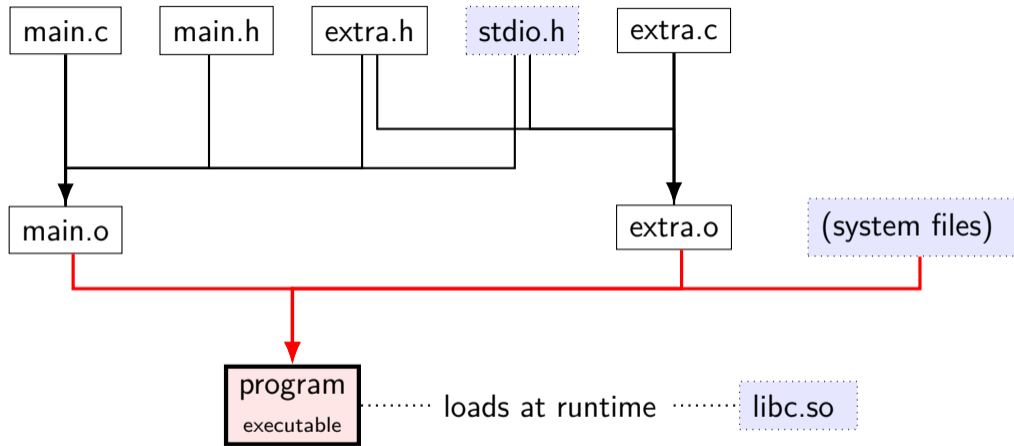 main.c
main.h
extra.h
stdio.h
extra.c
main.o
extra.o
(system files)
program
executable
loads at runtime
libc.so